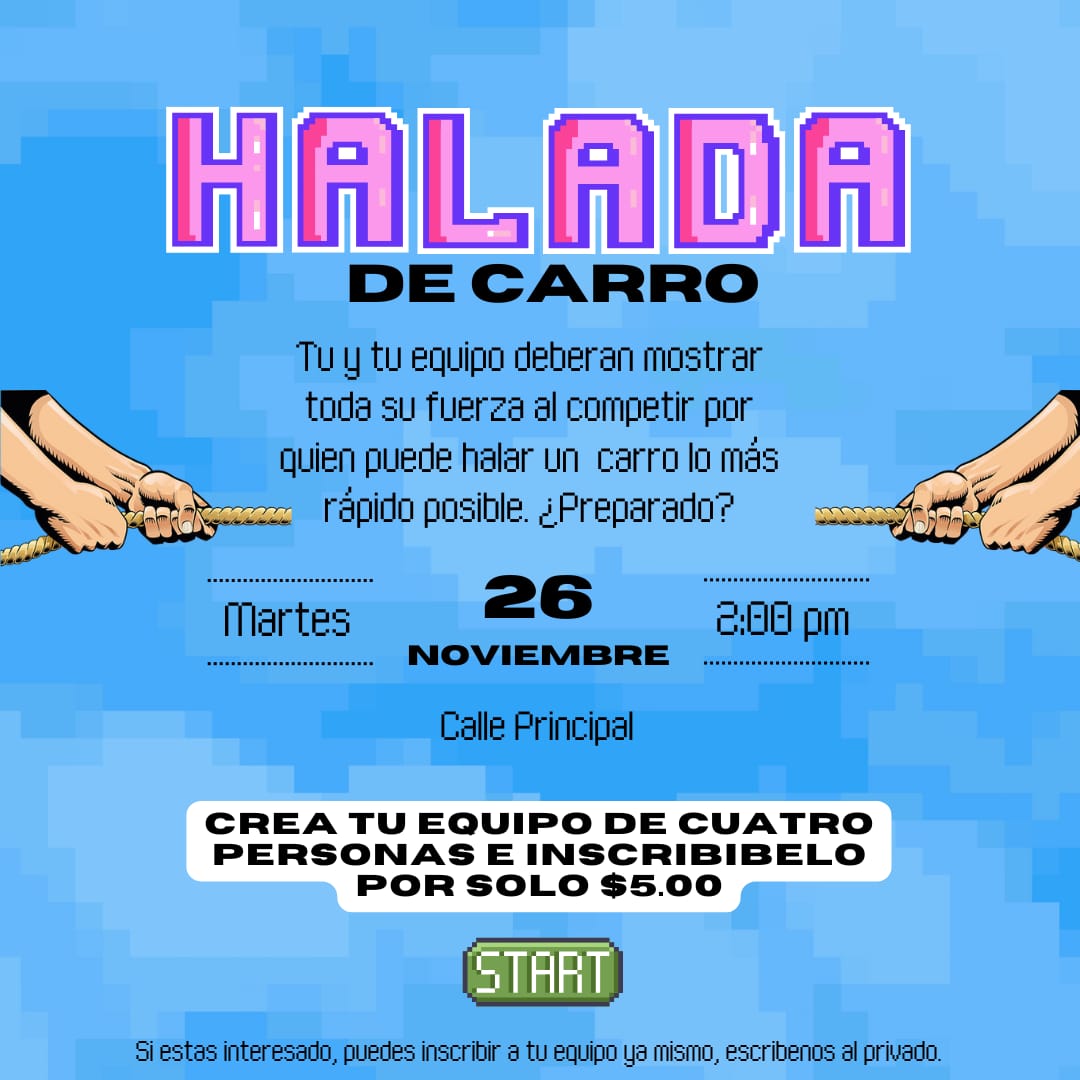 HALADA
DE CARRO
Tu y tu equipo deberan mostrar
toda su fuerza al competir por
quien puede halar un carro lo más
rápido posible. ¿Preparado?
Martes
26
NOVIEMBRE
2:00 pm
Calle Principal
CREA TU EQUIPO DE CUATRO
PERSONAS E INSCRIBIBELO
POR SOLO $5.00
START
Si estas interesado, puedes inscribir a tu equipo ya mismo, escribenos al privado.